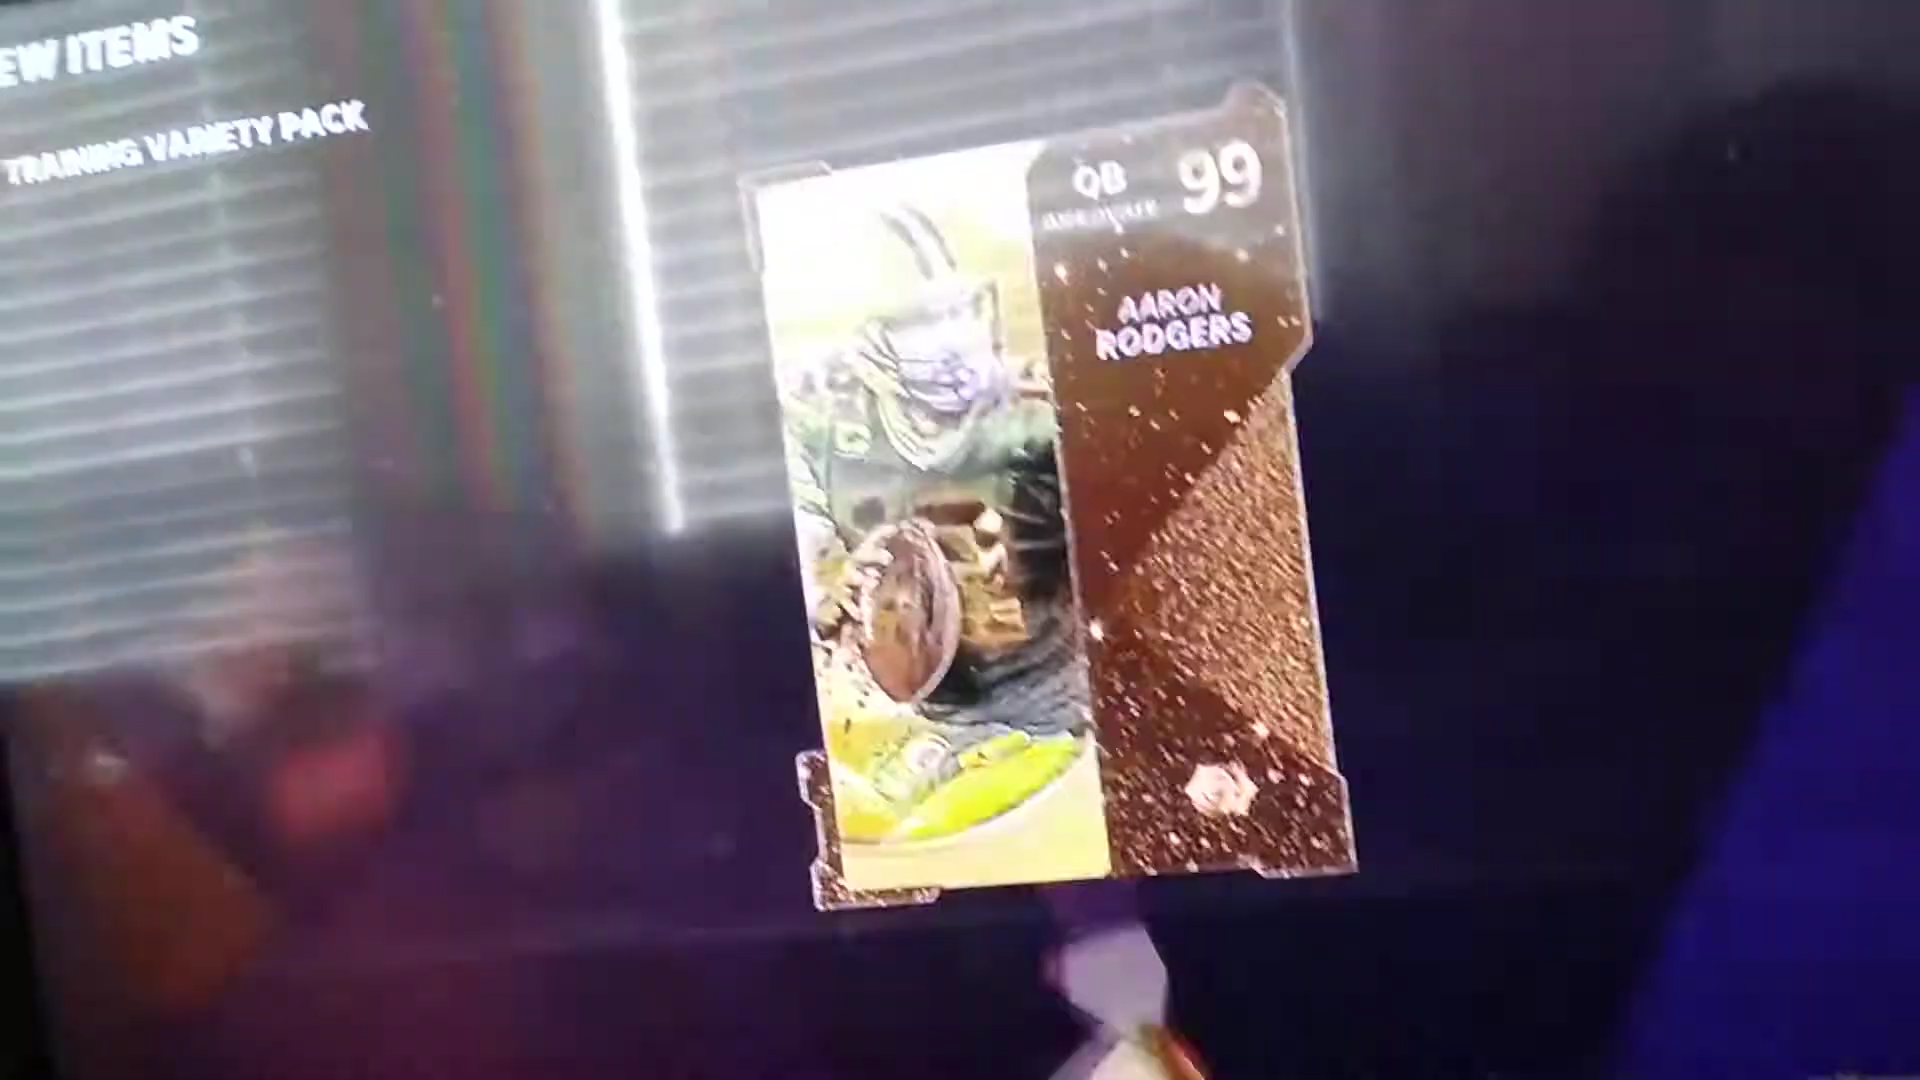 EW ITEMS
TRAINING VARIETY PACK
QB
99
AARON
RODGERS